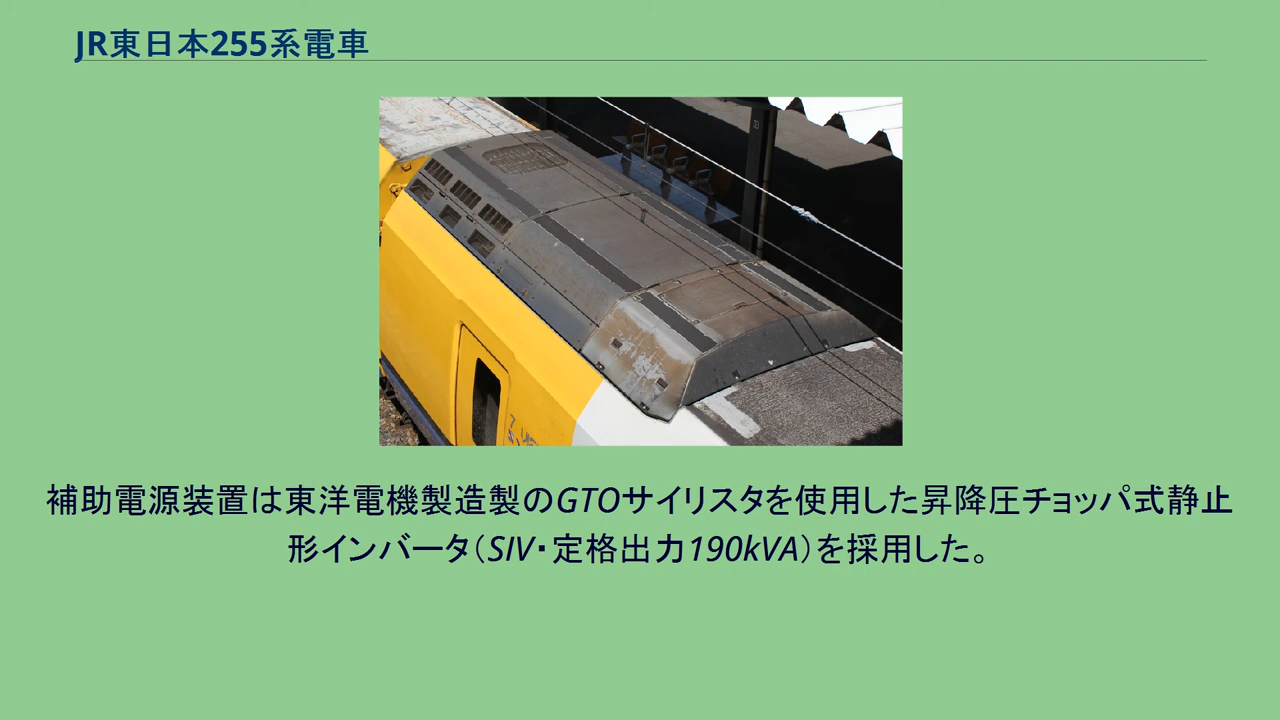 JR東日本255系電車
補助電源装置は東洋電機製造製のGTOサイリスタを使用した昇降圧チョッパ式静止
形インバータ（SIV・定格出力190kVA）を採用した。